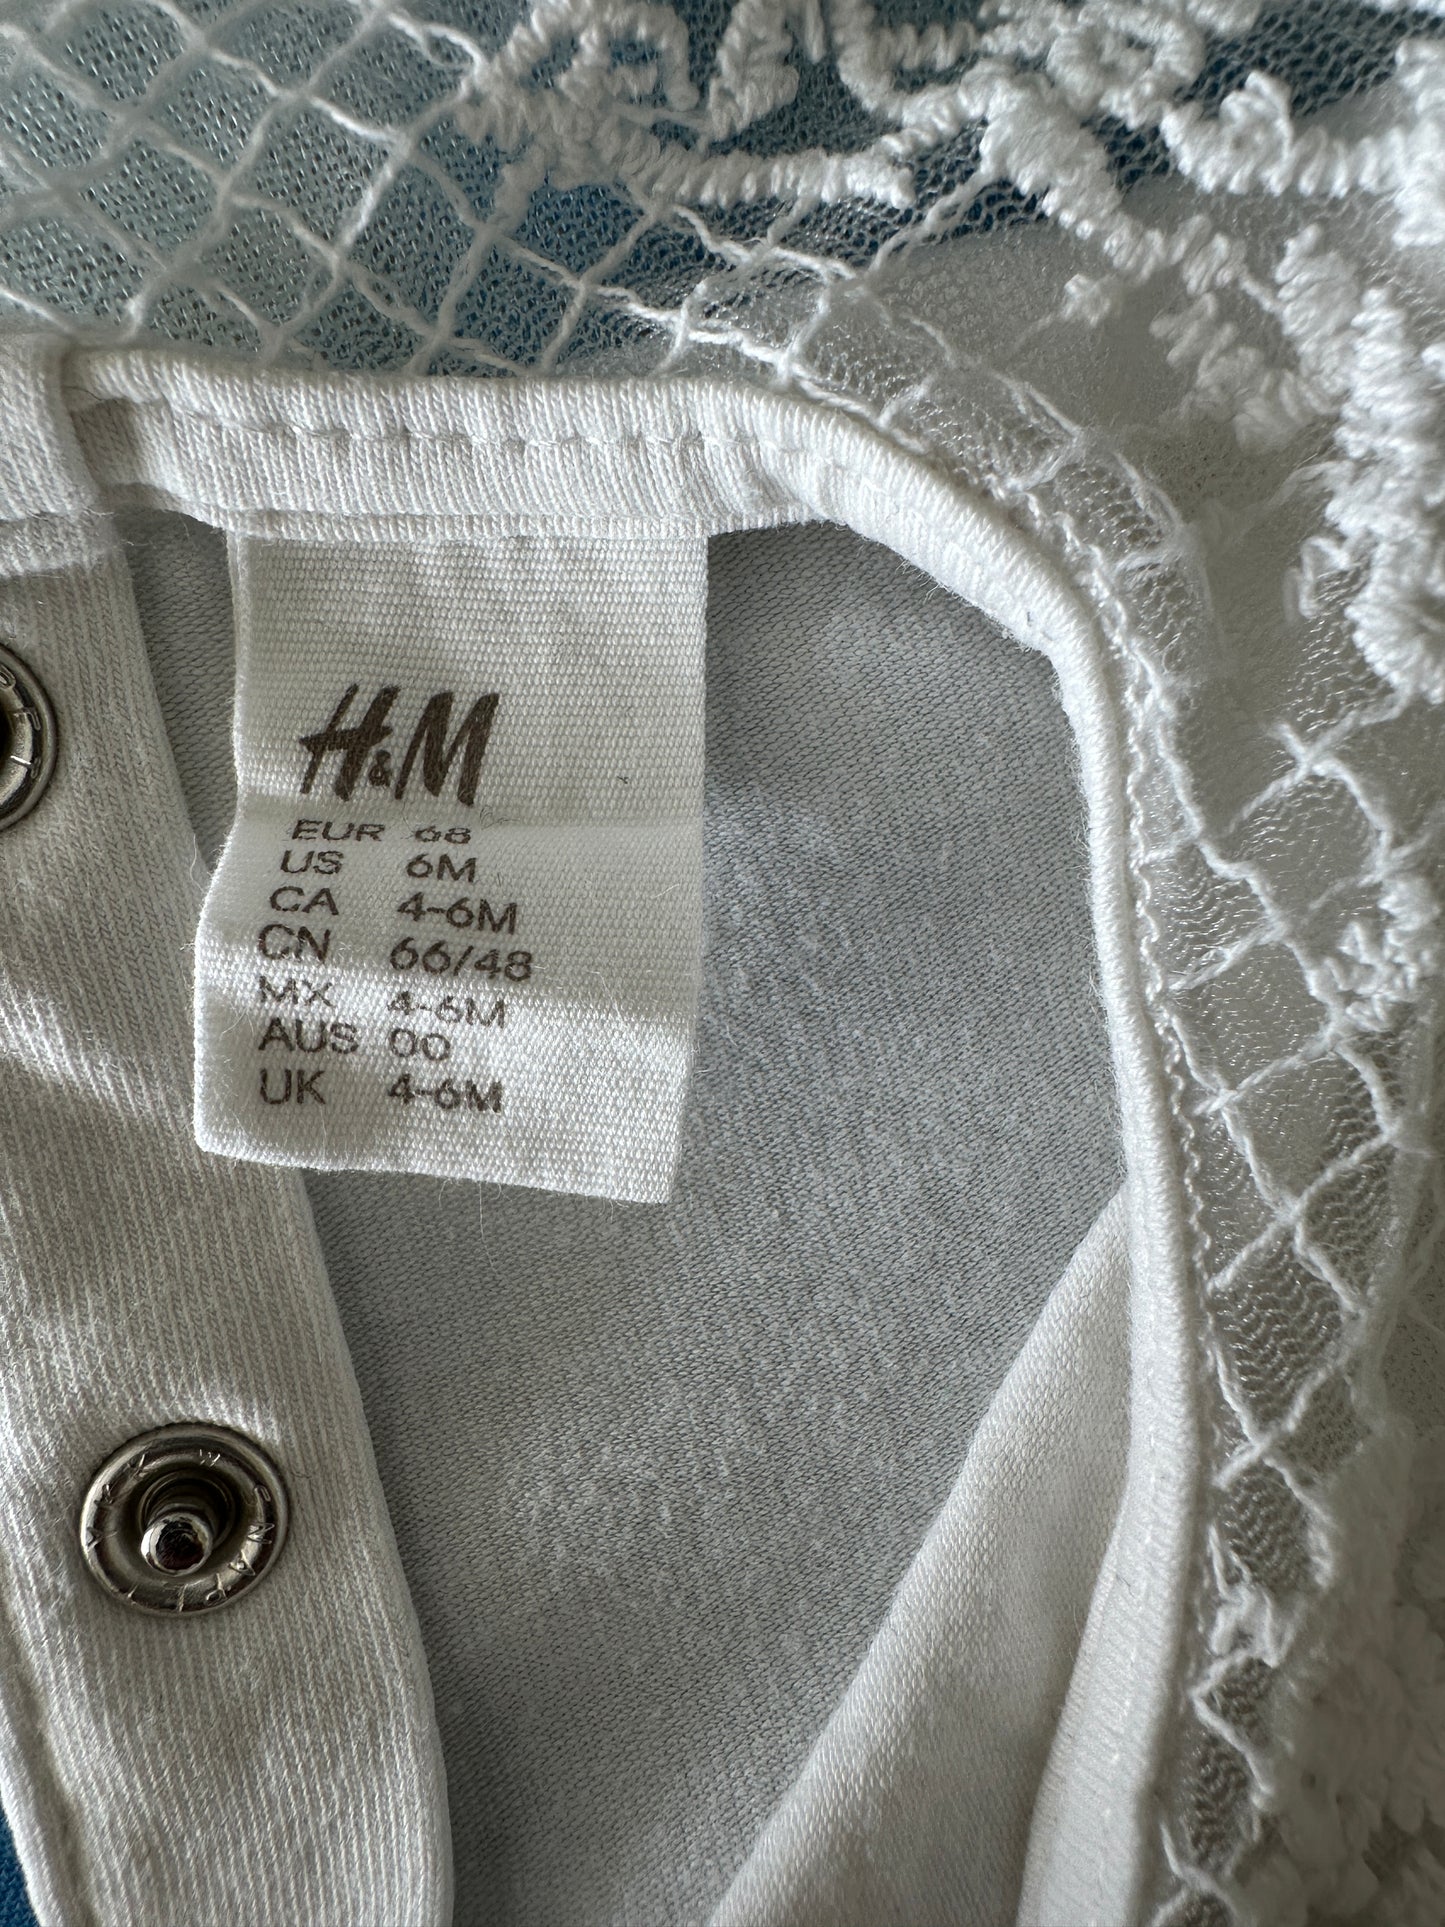 H&M
EUR 68
US 6M
CA 4-6M
CN 66/48
MX 4-6M
AUS 00
UK 4-6M